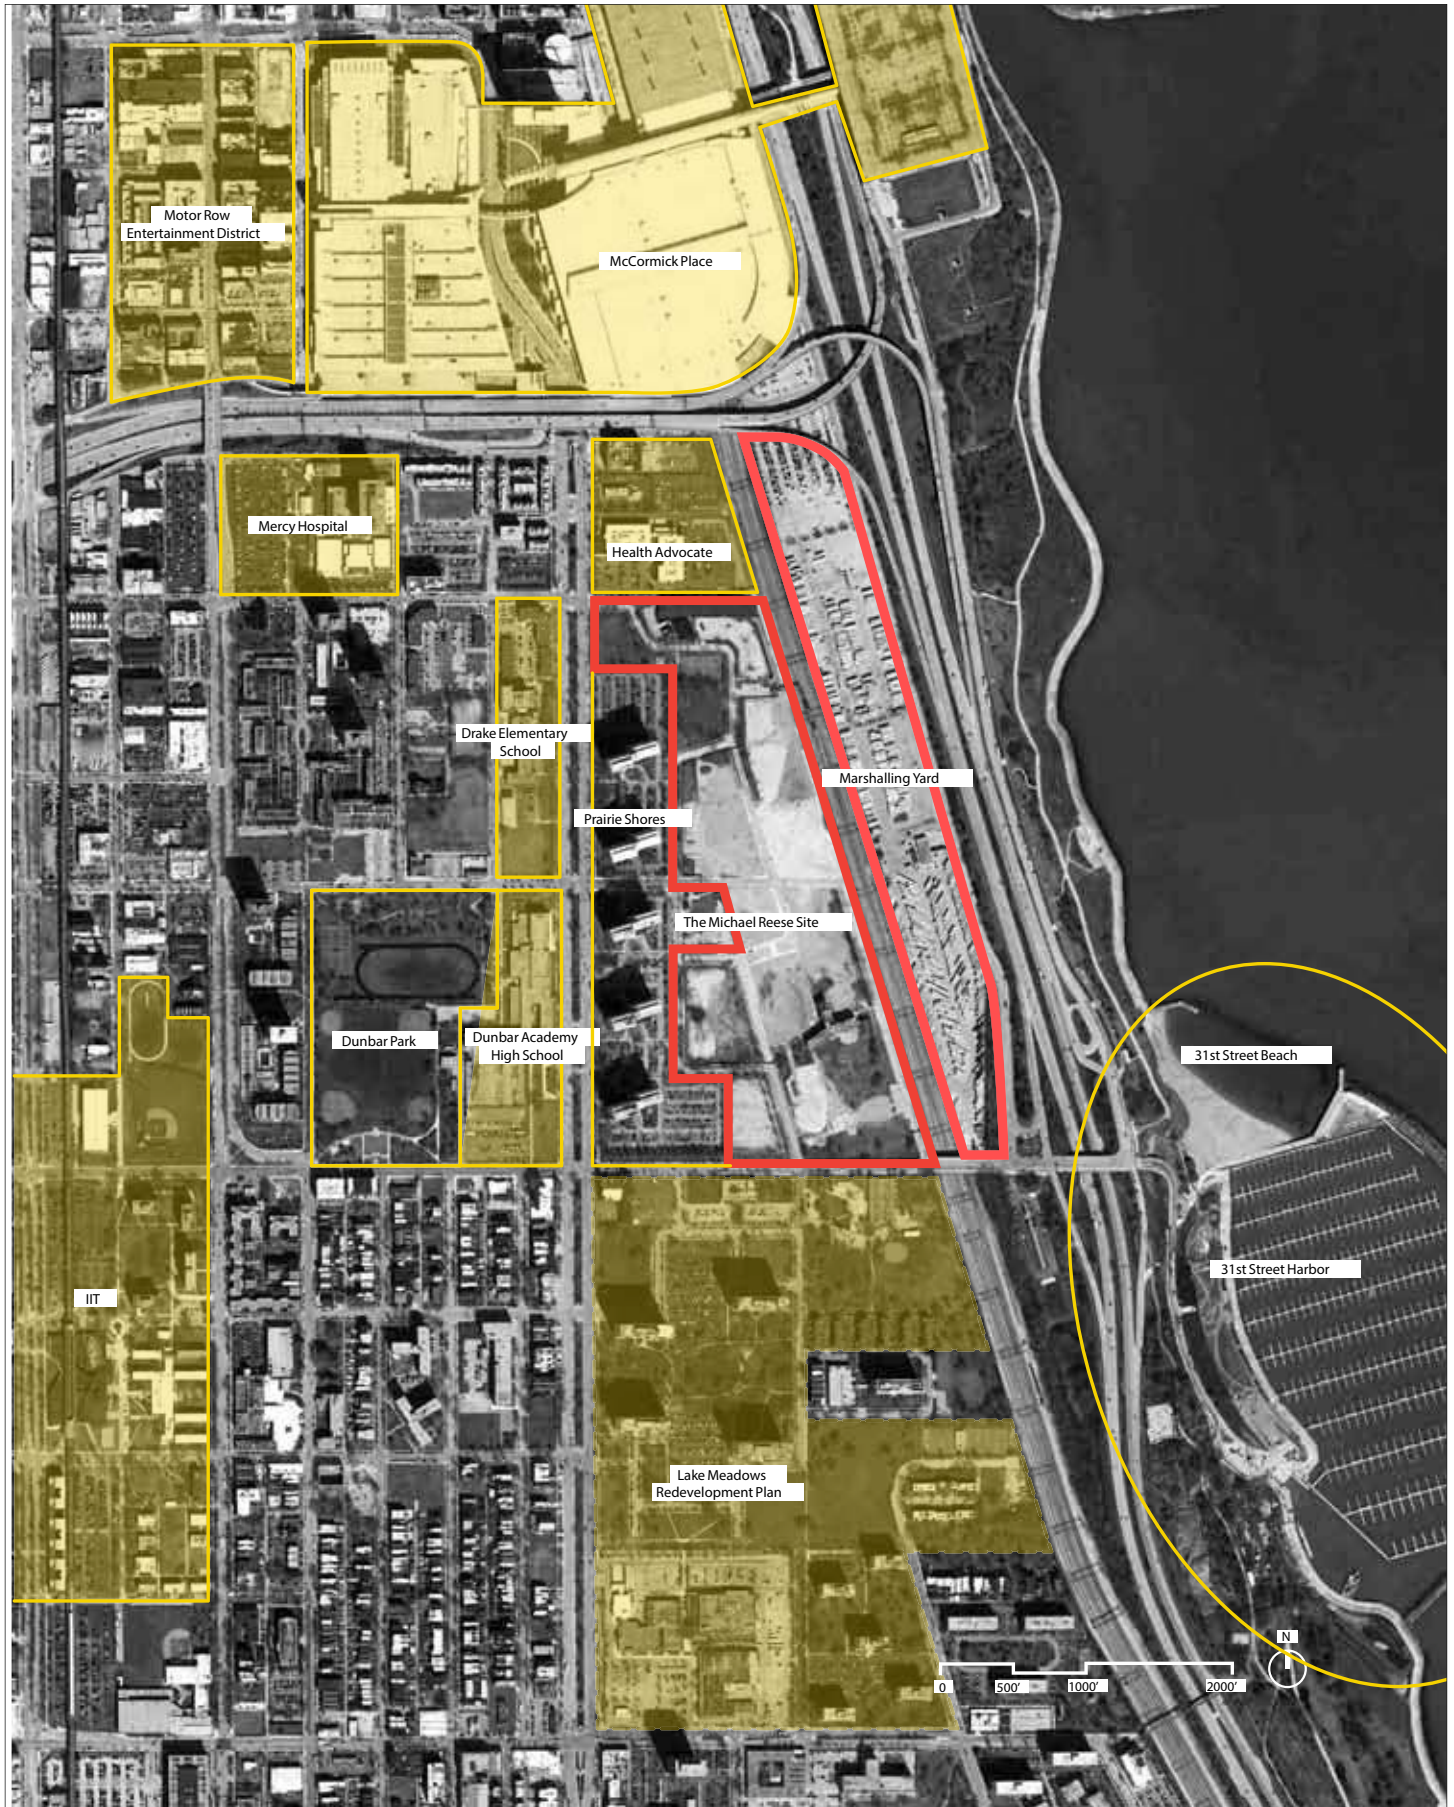 Motor Row
Entertainment District
McCormick Place
Mercy Hospital
Health Advocate
Drake Elementary
School
Marshalling Yard
Prairie Shores
The Michael Reese Site
Dunbar Park
Dunbar Academy
High School
31st Street Beach
31st Street Harbor
IIT
Lake Meadows
Redevelopment Plan
N
0 500' 1000' 2000'